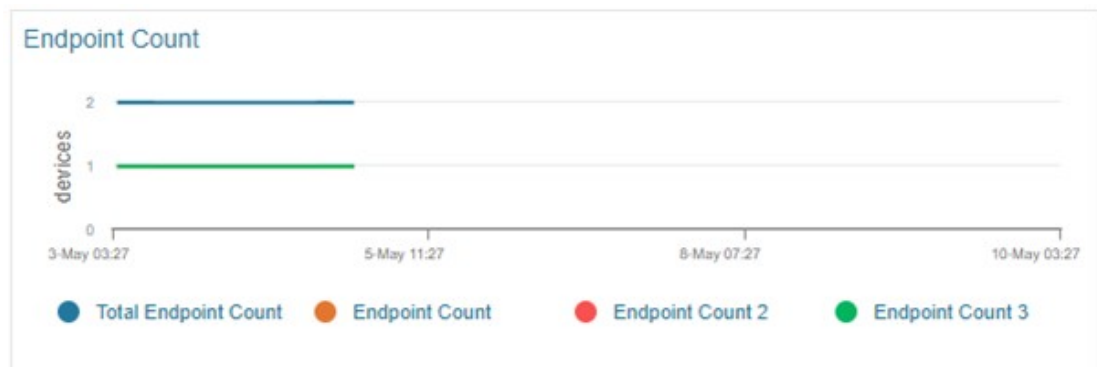 Endpoint Count
2
devices
1
0
3-May 03:27 5-May 11:27 8-May 07:27 10-May 03:27
Total Endpoint Count Endpoint Count Endpoint Count 2 Endpoint Count 3